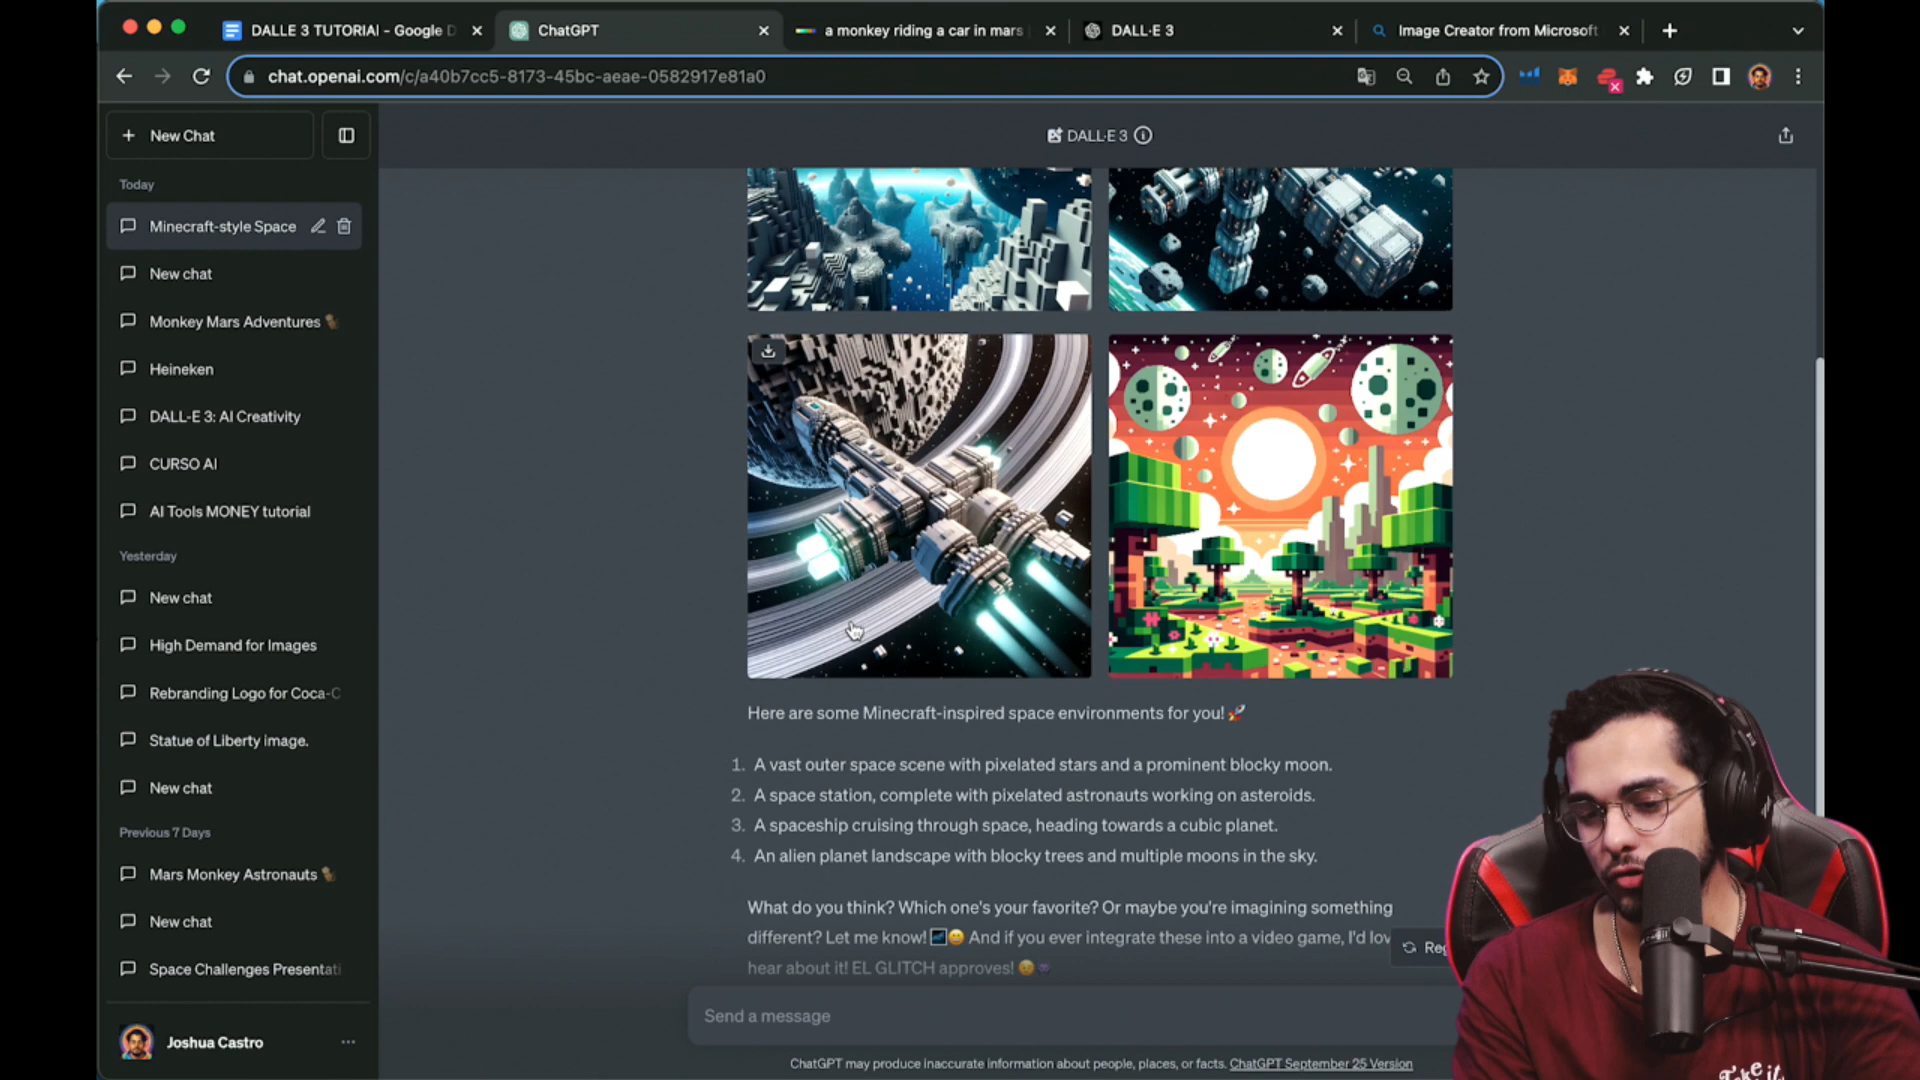 DALLE 3 TUTORIAl - Google D
ChatGPT
a monkey riding a car in mars
DALL·E 3
Image Creator from Microsoft
chat.openai.com/c/a40b7cc5-8173-45bc-aeae-0582917e81a0
New Chat
DALL·E 3
Today
Minecraft-style Space
New chat
Monkey Mars Adventures
Heineken
DALL-E 3: AI Creativity
CURSO AI
AI Tools MONEY tutorial
Yesterday
New chat
High Demand for Images
Rebranding Logo for Coca-C
Statue of Liberty image.
New chat
Previous 7 Days
Mars Monkey Astronauts
New chat
Space Challenges Presentati
Joshua Castro
Here are some Minecraft-inspired space environments for you! 🚀
1. A vast outer space scene with pixelated stars and a prominent blocky moon.
2. A space station, complete with pixelated astronauts working on asteroids.
3. A spaceship cruising through space, heading towards a cubic planet.
4. An alien planet landscape with blocky trees and multiple moons in the sky.
What do you think? Which one's your favorite? Or maybe you're imagining something
different? Let me know! 🌌😄 And if you ever integrate these into a video game, I'd lov
Reg
hear about it! EL GLITCH approves! 😉👾
Send a message
ChatGPT may produce inaccurate information about people, places, or facts. ChatGPT September 25 Version
Take it